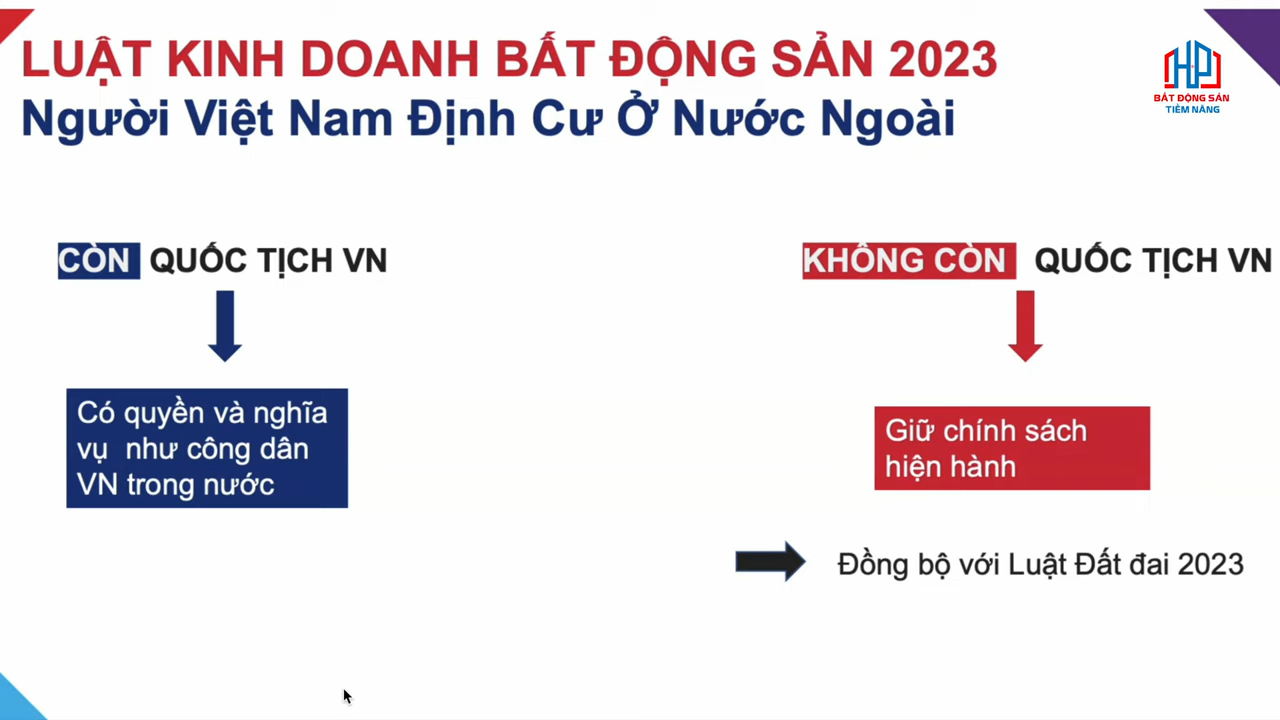 LUẬT KINH DOANH BẤT ĐỘNG SẢN 2023
Người Việt Nam Định Cư Ở Nước Ngoài
HP
BẤT ĐỘNG SẢN
TIỀM NĂNG
CÒN QUỐC TỊCH VN
KHÔNG CÒN QUỐC TỊCH VN
Có quyền và nghĩa
vụ như công dân
VN trong nước
Giữ chính sách
hiện hành
Đồng bộ với Luật Đất đai 2023